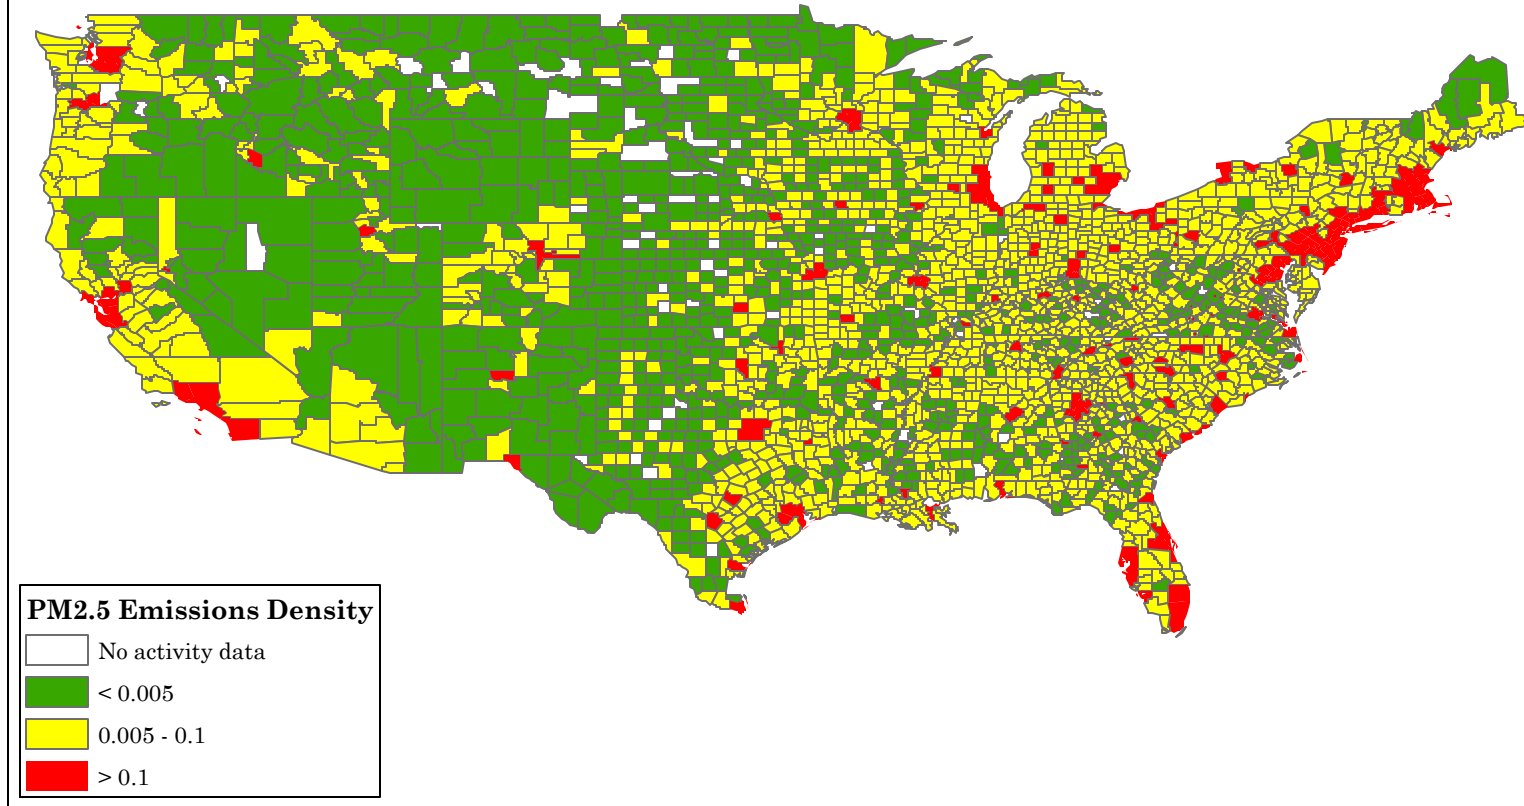 PM2.5 Emissions Density
No activity data
< 0.005
0.005 - 0.1
> 0.1